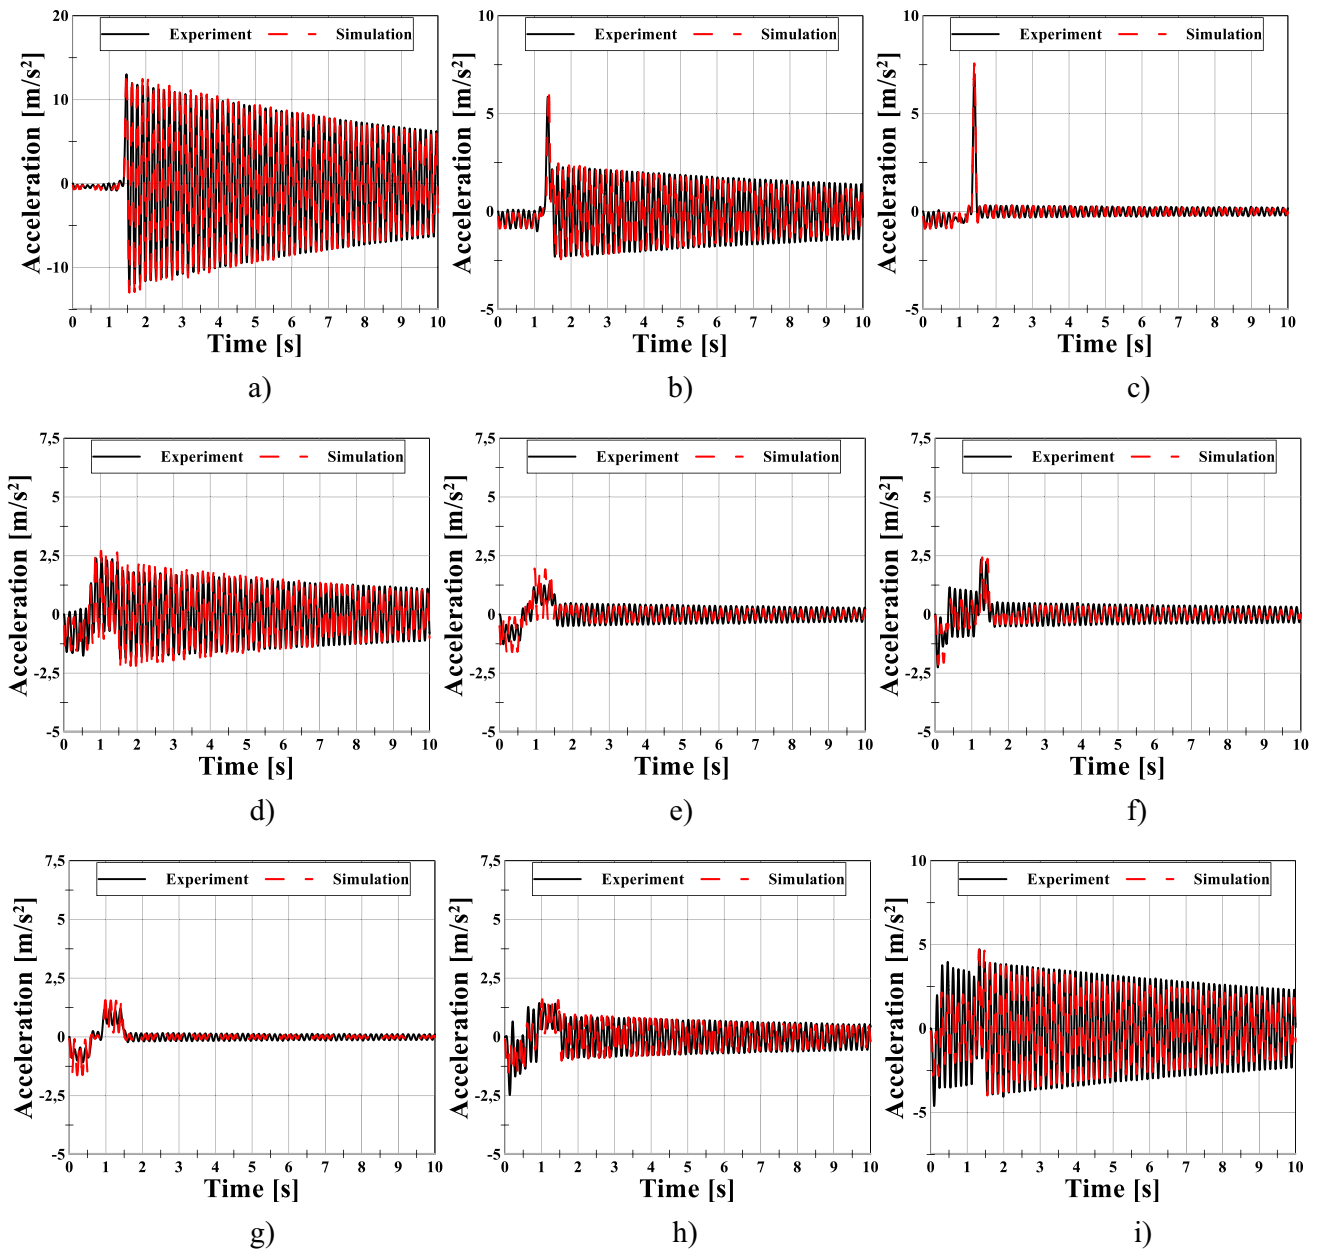 Experiment Simulation
Acceleration [m/s²]
20
10
0
-10
0 1 2 3 4 5 6 7 8 9 10
Time [s]
a)
Experiment Simulation
Acceleration [m/s²]
10
5
0
-5
0 1 2 3 4 5 6 7 8 9 10
Time [s]
b)
Experiment Simulation
Acceleration [m/s²]
10
5
0
-5
0 1 2 3 4 5 6 7 8 9 10
Time [s]
c)
Experiment Simulation
Acceleration [m/s²]
7,5
5
2,5
0
-2,5
-5
0 1 2 3 4 5 6 7 8 9 10
Time [s]
d)
Experiment Simulation
Acceleration [m/s²]
7,5
5
2,5
0
-2,5
-5
0 1 2 3 4 5 6 7 8 9 10
Time [s]
e)
Experiment Simulation
Acceleration [m/s²]
7,5
5
2,5
0
-2,5
-5
0 1 2 3 4 5 6 7 8 9 10
Time [s]
f)
Experiment Simulation
Acceleration [m/s²]
7,5
5
2,5
0
-2,5
-5
0 1 2 3 4 5 6 7 8 9 10
Time [s]
g)
Experiment Simulation
Acceleration [m/s²]
7,5
5
2,5
0
-2,5
-5
0 1 2 3 4 5 6 7 8 9 10
Time [s]
h)
Experiment Simulation
Acceleration [m/s²]
10
5
0
-5
0 1 2 3 4 5 6 7 8 9 10
Time [s]
i)